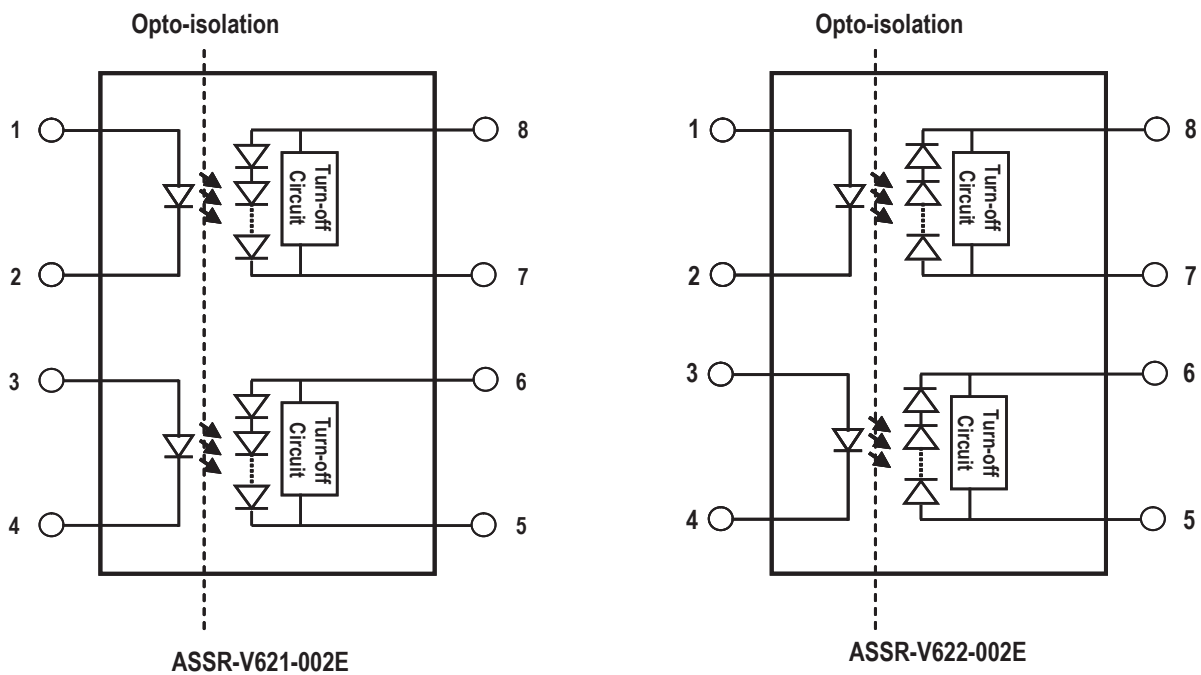 Opto-isolation
1
2
3
4
Turn-off
Circuit
Turn-off
Circuit
8
7
6
5
ASSR-V621-002E
Opto-isolation
1
2
3
4
Turn-off
Circuit
Turn-off
Circuit
8
7
6
5
ASSR-V622-002E